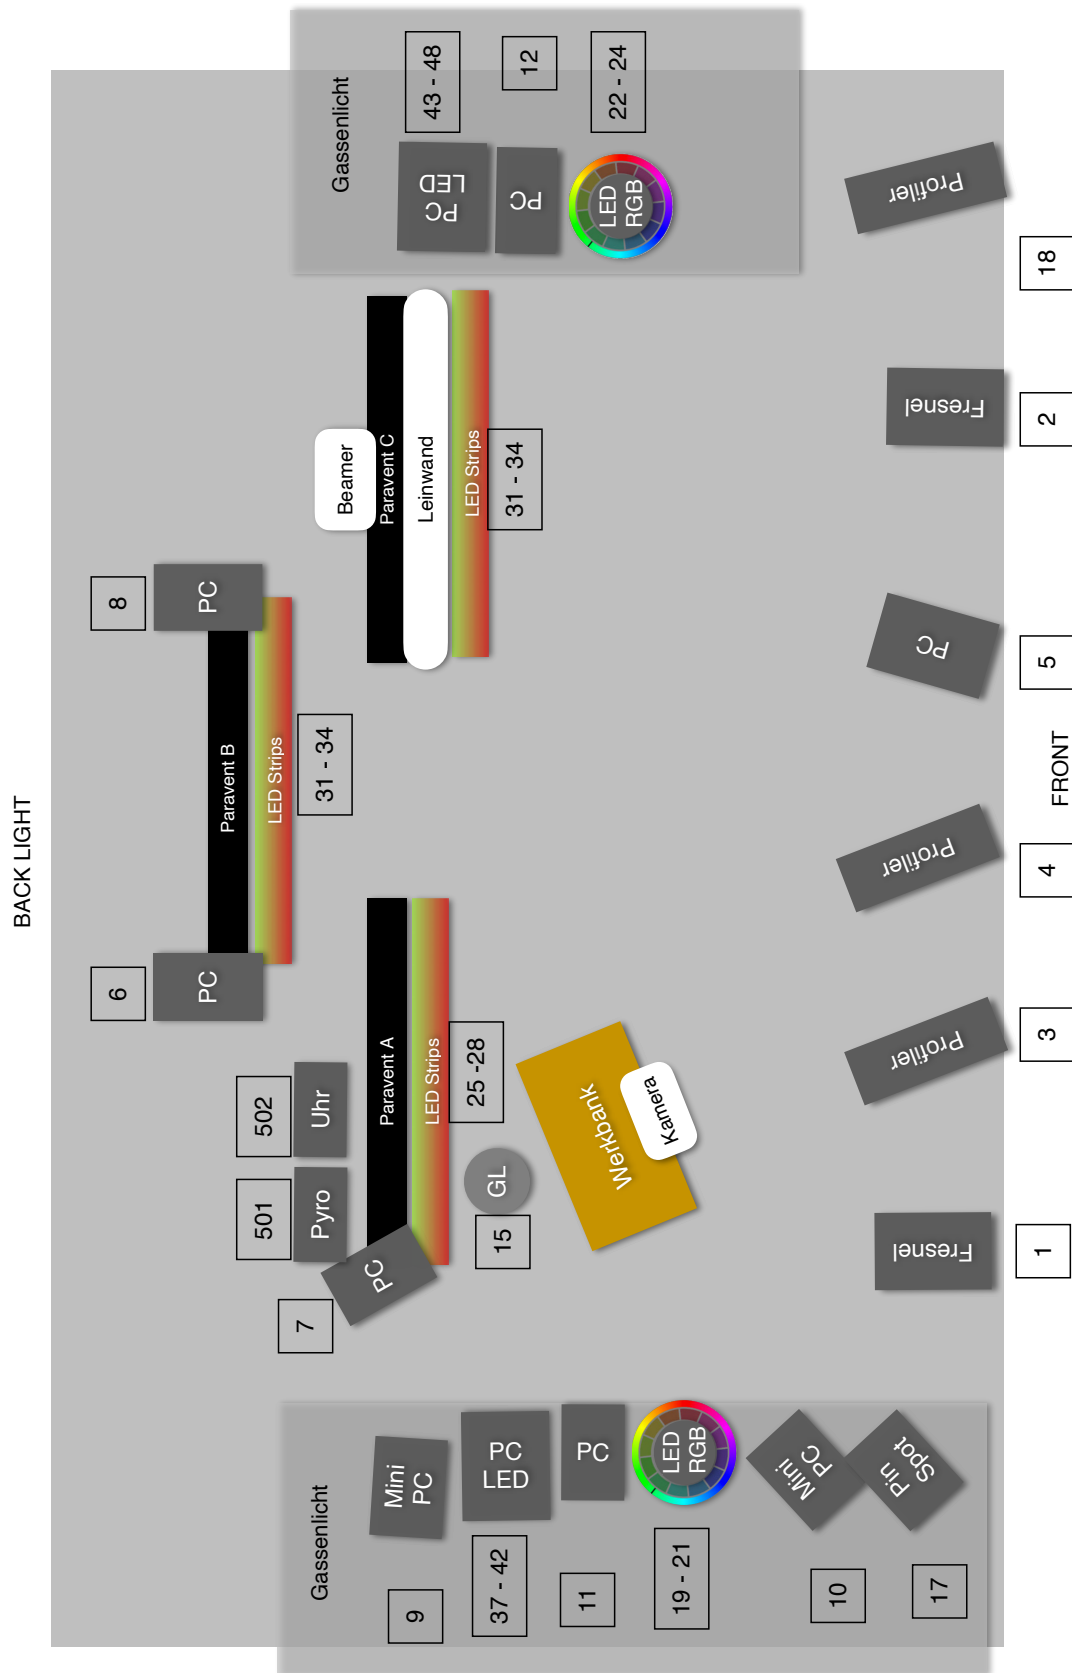 BACK LIGHT
8
PC
Paravent B
LED Strips
31 - 34
6
PC
Gassenlicht
43 - 48
PC
LED
12
PC
22 - 24
LED
RGB
Beamer
Paravent C
Leinwand
LED Strips
31 - 34
502
Uhr
501
Pyro
Paravent A
LED Strips
25 -28
7
PC
GL
15
Werkbank
Kamera
Gassenlicht
Mini
PC
9
PC
LED
37 - 42
PC
11
LED
RGB
19 - 21
Mini
PC
10
Pin
Spot
17
Profiler
18
Fresnel
2
PC
5
FRONT
Profiler
4
Profiler
3
Fresnel
1